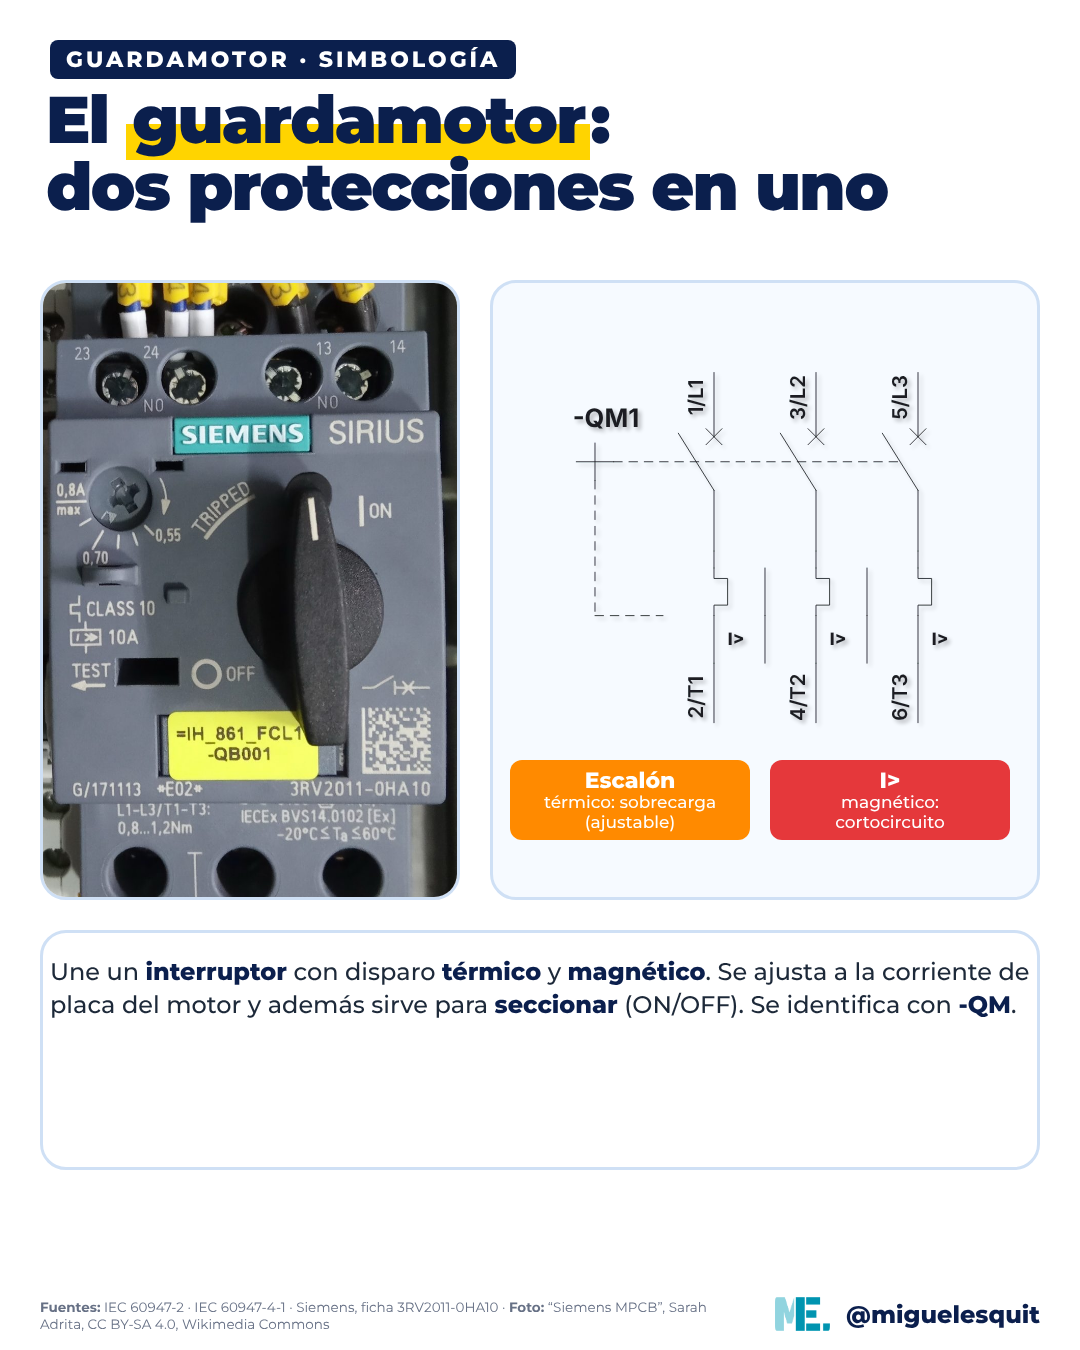 GUARDAMOTOR · SIMBOLOGÍA
El guardamotor:
dos protecciones en uno
23 24 13 14
NO NO
SIEMENS SIRIUS
0,8A
max
0,55
0,70
TRIPPED
ON
CLASS 10
10A
TEST
OFF
=IH_861_FCL1
-QB001
G/171113 *E02* 3RV2011-0HA10
L1-L3/T1-T3:
0,8...1,2Nm
IECEx BVS14.0102 [Ex]
-20°C≤Ta≤60°C
-QM1
1/L1 3/L2 5/L3
I> I> I>
2/T1 4/T2 6/T3
Escalón
térmico: sobrecarga
(ajustable)
I>
magnético:
cortocircuito
Une un interruptor con disparo térmico y magnético. Se ajusta a la corriente de
placa del motor y además sirve para seccionar (ON/OFF). Se identifica con -QM.
Fuentes: IEC 60947-2 · IEC 60947-4-1 · Siemens, ficha 3RV2011-0HA10 · Foto: “Siemens MPCB”, Sarah
Adrita, CC BY-SA 4.0, Wikimedia Commons
ME.
@miguelesquit